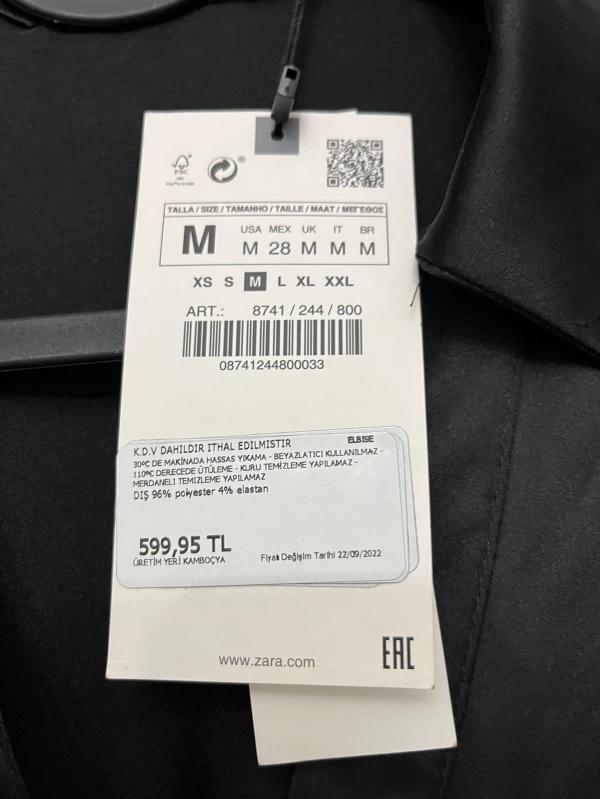 FSC
TALLA / SIZE / TAMANHO / TAILLE / MAAT / ΜΕΓΕΘΟΣ
M
USA MEX UK IT BR
M 28 M M M
XS S M L XL XXL
ART.: 8741 / 244 / 800
08741244800033
K.D.V DAHILDIR ITHAL EDILMISTIR ELBISE
30ºC DE MAKİNADA HASSAS YIKAMA - BEYAZLATICI KULLANILMAZ -
110ºC DERECEDE ÜTÜLEME - KURU TEMİZLEME YAPILAMAZ -
MERDANELİ TEMIZLEME YAPILAMAZ
DIŞ 96% polyester 4% elastan
599,95 TL
ÜRETİM YERİ KAMBOÇYA Fiyat Değişim Tarihi 22/09/2022
www.zara.com EAC